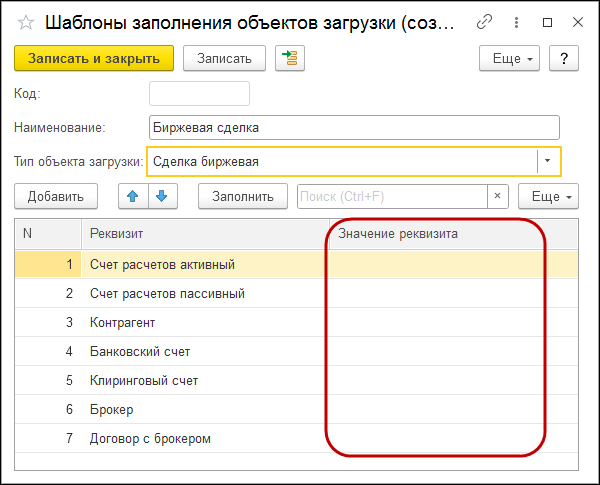 Шаблоны заполнения объектов загрузки (соз...
Записать и закрыть Записать Еще ?
Код:
Наименование: Биржевая сделка
Тип объекта загрузки: Сделка биржевая
Добавить Заполнить Поиск (Ctrl+F) × Еще
N Реквизит Значение реквизита
1 Счет расчетов активный
2 Счет расчетов пассивный
3 Контрагент
4 Банковский счет
5 Клиринговый счет
6 Брокер
7 Договор с брокером